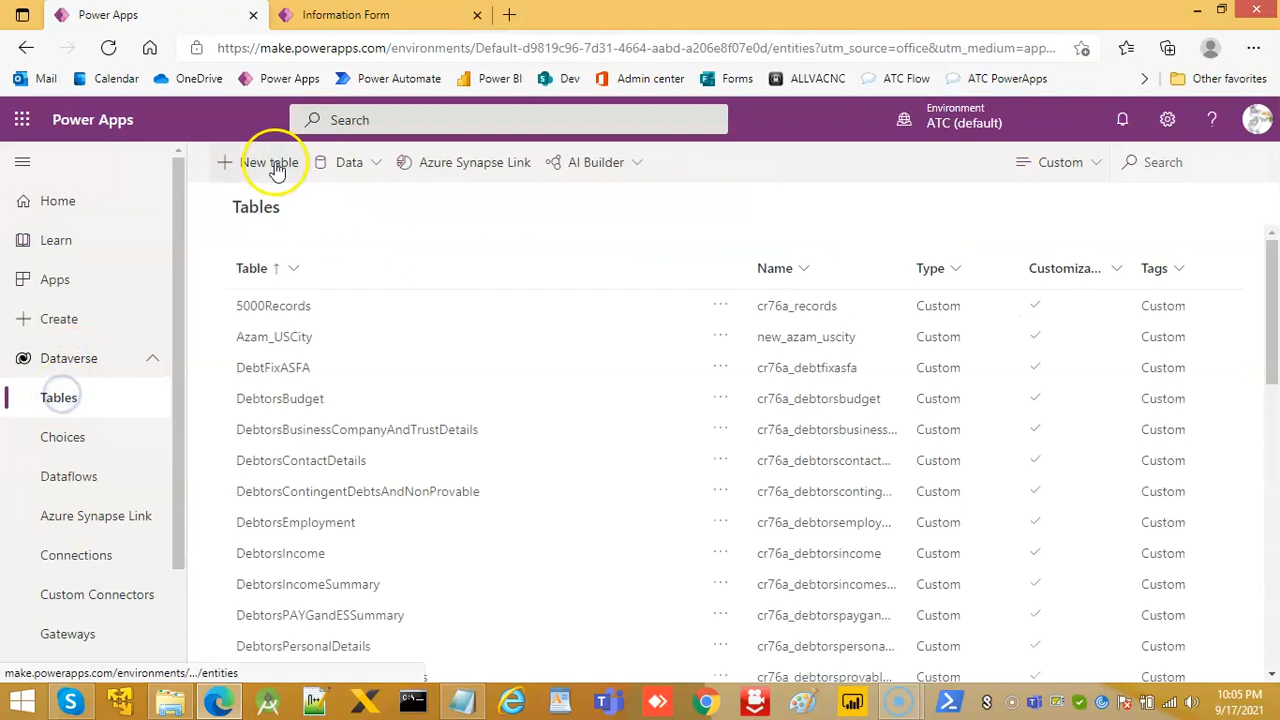 Power Apps
Information Form
https://make.powerapps.com/environments/Default-d9819c96-7d31-4664-aabd-a206e8f07e0d/entities?utm_source=office&utm_medium=app...
Mail
Calendar
OneDrive
Power Apps
Power Automate
Power BI
Dev
Admin center
Forms
ALLVACNC
ATC Flow
ATC PowerApps
Other favorites
Power Apps
Search
Environment
ATC (default)
New table
Data
Azure Synapse Link
AI Builder
Custom
Search
Home
Learn
Apps
Create
Dataverse
Tables
Choices
Dataflows
Azure Synapse Link
Connections
Custom Connectors
Gateways
Tables
Table Name Type Customiza... Tags
5000Records ··· cr76a_records Custom Custom
Azam_USCity ··· new_azam_uscity Custom Custom
DebtFixASFA ··· cr76a_debtfixasfa Custom Custom
DebtorsBudget ··· cr76a_debtorsbudget Custom Custom
DebtorsBusinessCompanyAndTrustDetails ··· cr76a_debtorsbusiness... Custom Custom
DebtorsContactDetails ··· cr76a_debtorscontact... Custom Custom
DebtorsContingentDebtsAndNonProvable ··· cr76a_debtorsconting... Custom Custom
DebtorsEmployment ··· cr76a_debtorsemploy... Custom Custom
DebtorsIncome ··· cr76a_debtorsincome Custom Custom
DebtorsIncomeSummary ··· cr76a_debtorsincomes... Custom Custom
DebtorsPAYGandESSummary ··· cr76a_debtorspaygan... Custom Custom
DebtorsPersonalDetails ··· cr76a_debtorspersona... Custom Custom
cr76a_debtorsprovabl... Custom Custom
make.powerapps.com/environments/.../entities
10:05 PM
9/17/2021